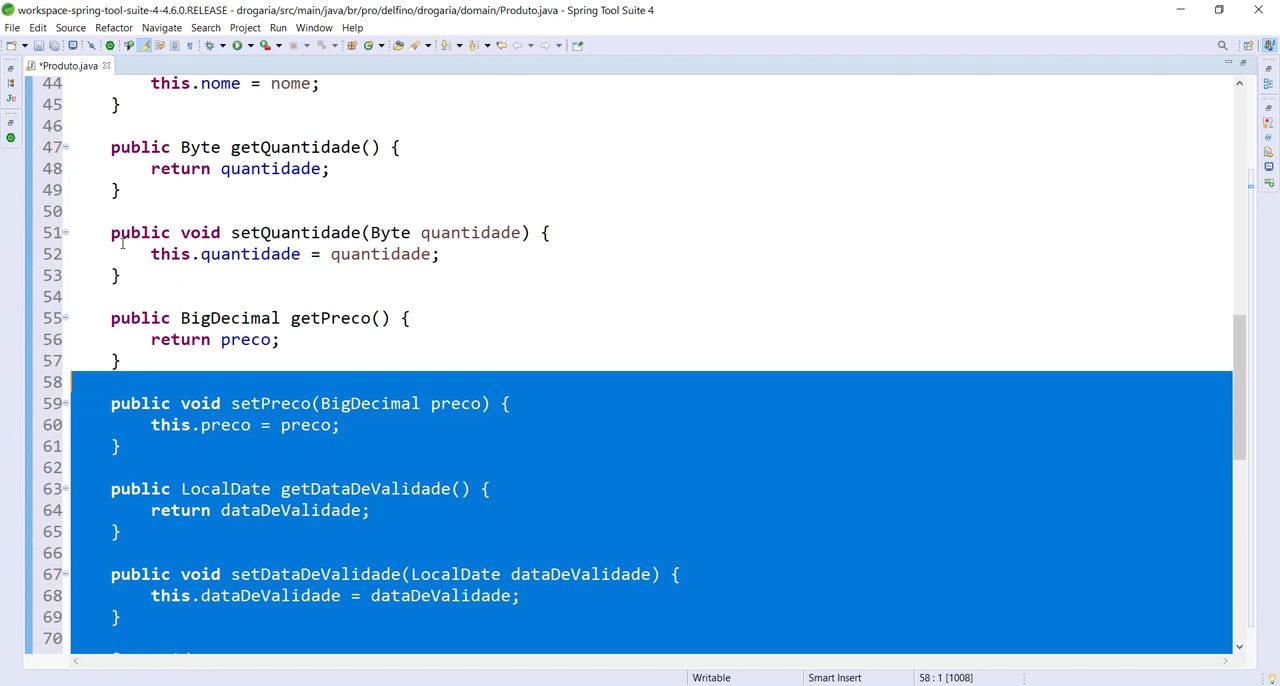 workspace-spring-tool-suite-4-4.6.0.RELEASE - drogaria/src/main/java/br/pro/delfino/drogaria/domain/Produto.java - Spring Tool Suite 4
File Edit Source Refactor Navigate Search Project Run Window Help
*Produto.java
44 this.nome = nome;
45 }
46
47 public Byte getQuantidade() {
48 return quantidade;
49 }
50
51 public void setQuantidade(Byte quantidade) {
52 this.quantidade = quantidade;
53 }
54
55 public BigDecimal getPreco() {
56 return preco;
57 }
58
59 public void setPreco(BigDecimal preco) {
60 this.preco = preco;
61 }
62
63 public LocalDate getDataDeValidade() {
64 return dataDeValidade;
65 }
66
67 public void setDataDeValidade(LocalDate dataDeValidade) {
68 this.dataDeValidade = dataDeValidade;
69 }
70
Writable Smart Insert 58 : 1 [1008]